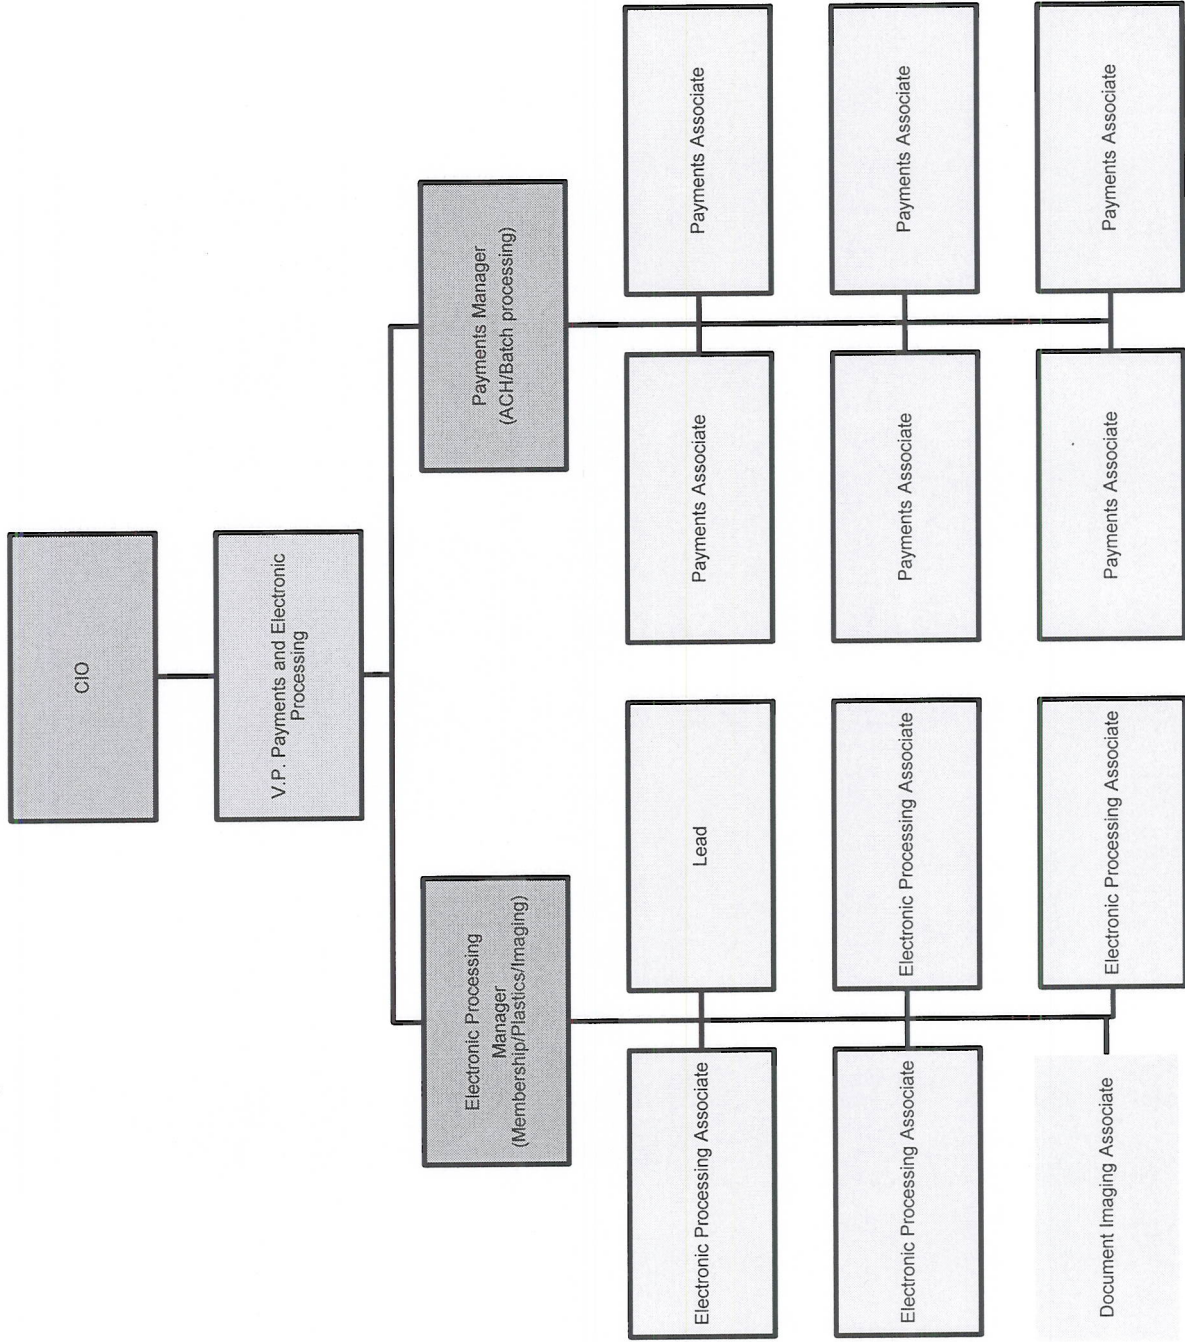 CIO
V.P. Payments and Electronic
Processing
Electronic Processing
Manager
(Membership/Plastics/Imaging)
Payments Manager
(ACH/Batch processing)
Electronic Processing Associate
Lead
Payments Associate
Payments Associate
Electronic Processing Associate
Electronic Processing Associate
Payments Associate
Payments Associate
Document Imaging Associate
Electronic Processing Associate
Payments Associate
Payments Associate